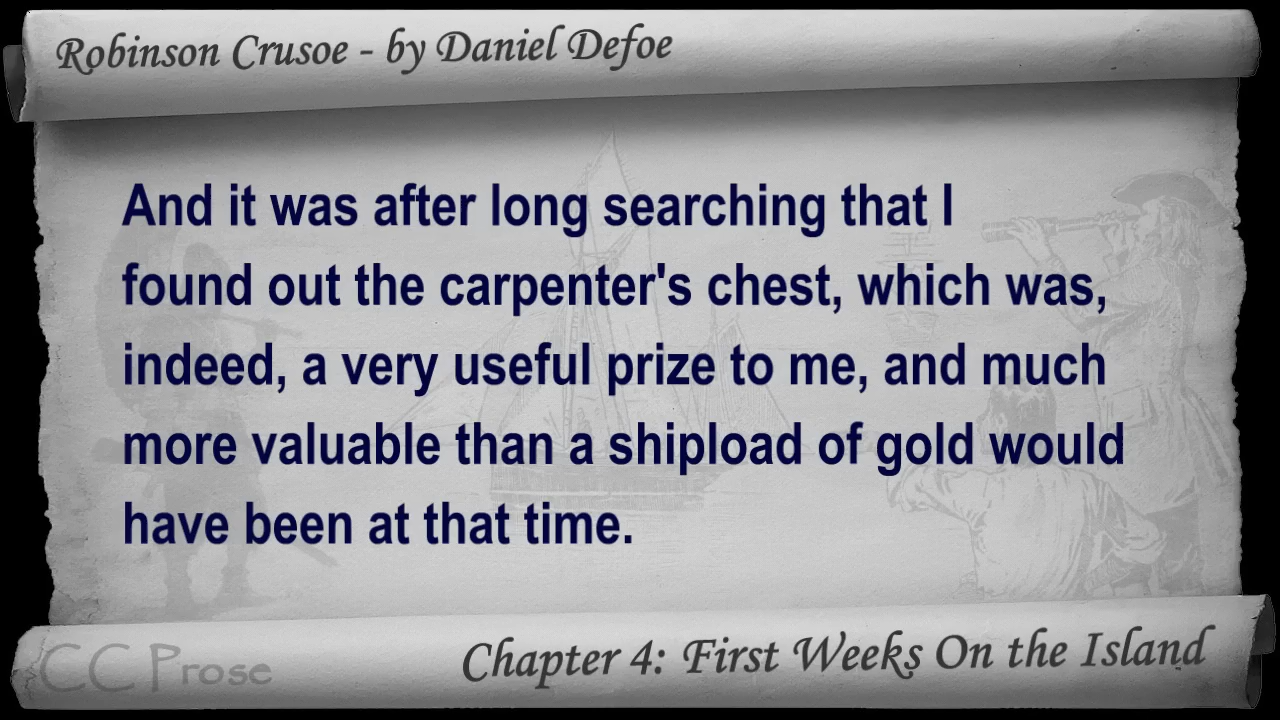 Robinson Crusoe - by Daniel Defoe
And it was after long searching that I
found out the carpenter's chest, which was,
indeed, a very useful prize to me, and much
more valuable than a shipload of gold would
have been at that time.
CC Prose
Chapter 4: First Weeks On the Island